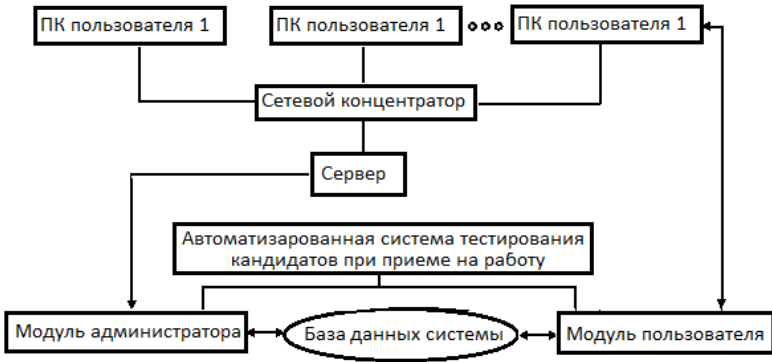 ПК пользователя 1
ПК пользователя 1
ПК пользователя 1
Сетевой концентратор
Сервер
Автоматизарованная система тестирования
кандидатов при приеме на работу
Модуль администратора
База данных системы
Модуль пользователя